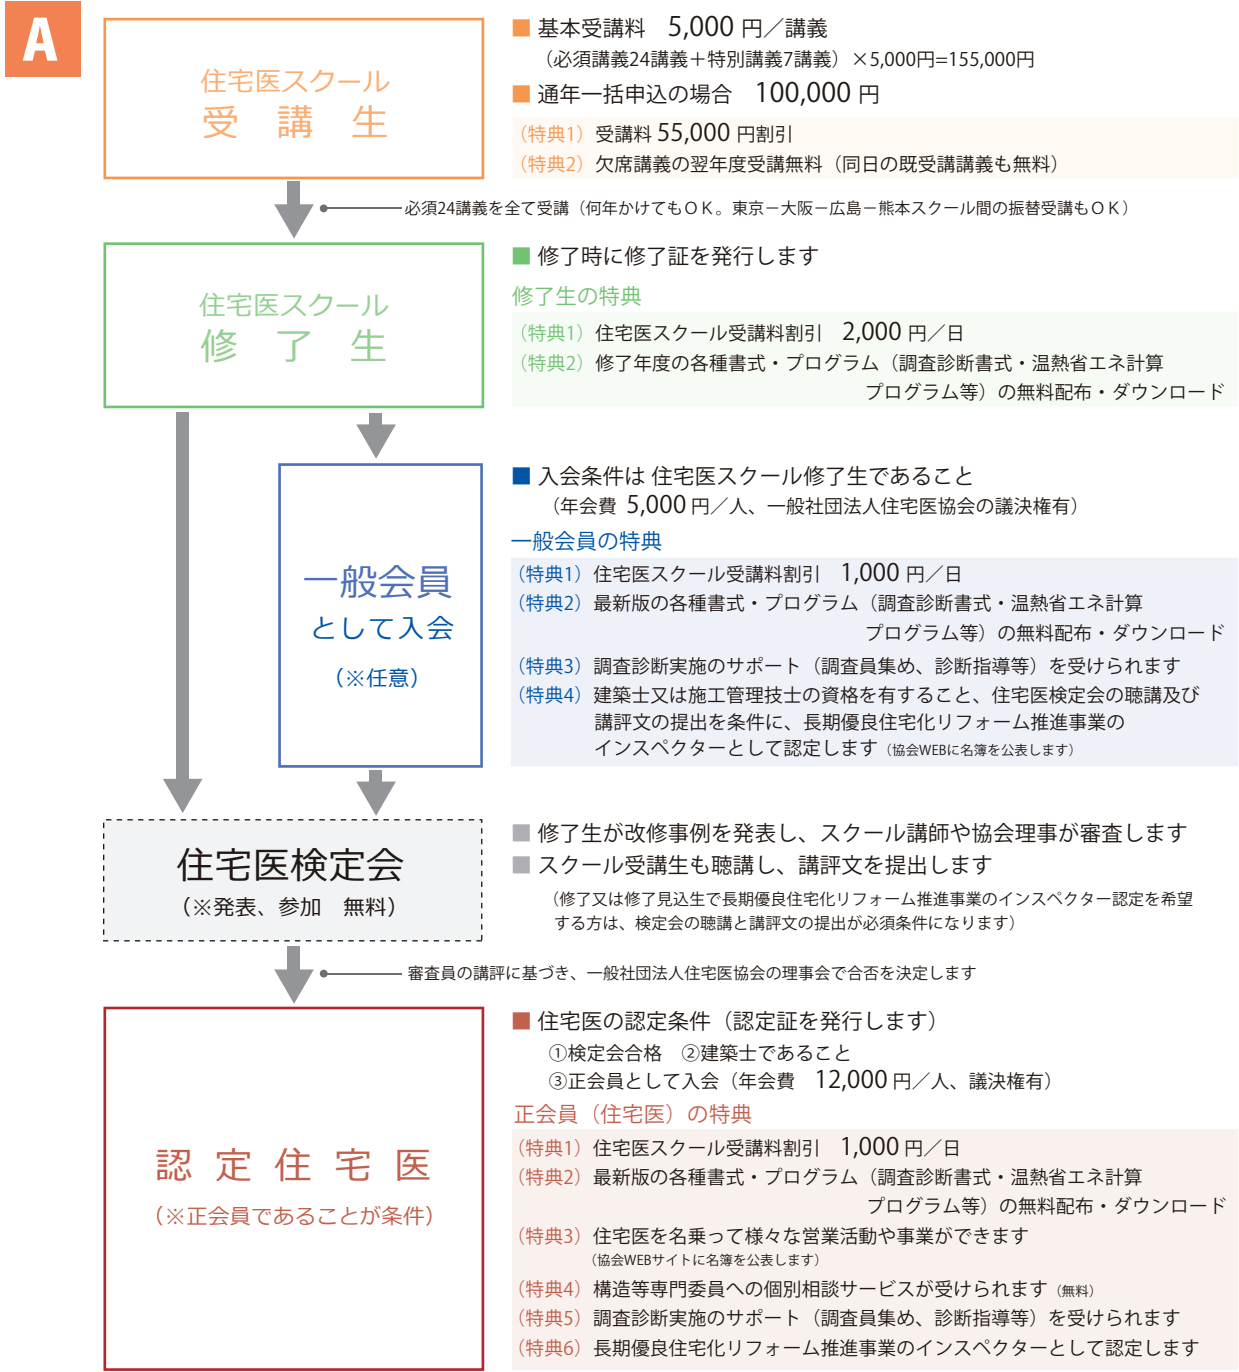 A
住宅医スクール
受 講 生
■ 基本受講料 5,000 円／講義
（必須講義24講義＋特別講義7講義）×5,000円=155,000円
■ 通年一括申込の場合 100,000 円
（特典1）受講料 55,000 円割引
（特典2）欠席講義の翌年度受講無料（同日の既受講講義も無料）
必須24講義を全て受講（何年かけてもＯＫ。東京－大阪－広島－熊本スクール間の振替受講もＯＫ）
住宅医スクール
修 了 生
■ 修了時に修了証を発行します
修了生の特典
（特典1）住宅医スクール受講料割引 2,000 円／日
（特典2）修了年度の各種書式・プログラム（調査診断書式・温熱省エネ計算
プログラム等）の無料配布・ダウンロード
一般会員
として入会
（※任意）
■ 入会条件は 住宅医スクール修了生であること
（年会費 5,000 円／人、一般社団法人住宅医協会の議決権有）
一般会員の特典
（特典1）住宅医スクール受講料割引 1,000 円／日
（特典2）最新版の各種書式・プログラム（調査診断書式・温熱省エネ計算
プログラム等）の無料配布・ダウンロード
（特典3）調査診断実施のサポート（調査員集め、診断指導等）を受けられます
（特典4）建築士又は施工管理技士の資格を有すること、住宅医検定会の聴講及び
講評文の提出を条件に、長期優良住宅化リフォーム推進事業の
インスペクターとして認定します（協会WEBに名簿を公表します）
住宅医検定会
（※発表、参加 無料）
■ 修了生が改修事例を発表し、スクール講師や協会理事が審査します
■ スクール受講生も聴講し、講評文を提出します
（修了又は修了見込生で長期優良住宅化リフォーム推進事業のインスペクター認定を希望
する方は、検定会の聴講と講評文の提出が必須条件になります）
審査員の講評に基づき、一般社団法人住宅医協会の理事会で合否を決定します
認 定 住 宅 医
（※正会員であることが条件）
■ 住宅医の認定条件（認定証を発行します）
①検定会合格 ②建築士であること
③正会員として入会（年会費 12,000 円／人、議決権有）
正会員（住宅医）の特典
（特典1）住宅医スクール受講料割引 1,000 円／日
（特典2）最新版の各種書式・プログラム（調査診断書式・温熱省エネ計算
プログラム等）の無料配布・ダウンロード
（特典3）住宅医を名乗って様々な営業活動や事業ができます
（協会WEBサイトに名簿を公表します）
（特典4）構造等専門委員への個別相談サービスが受けられます（無料）
（特典5）調査診断実施のサポート（調査員集め、診断指導等）を受けられます
（特典6）長期優良住宅化リフォーム推進事業のインスペクターとして認定します